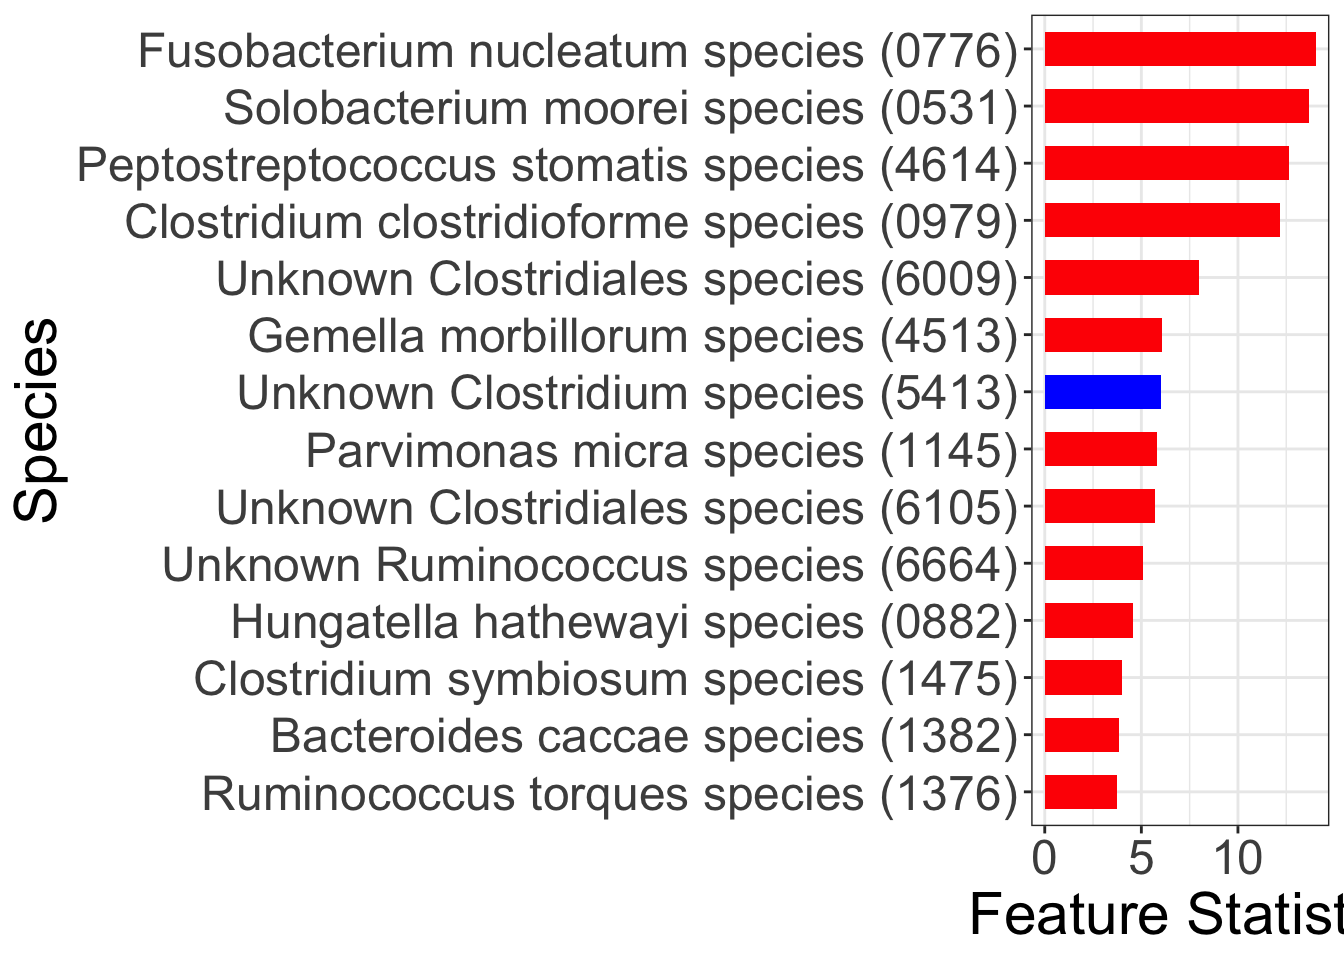 Fusobacterium nucleatum species (0776)
Solobacterium moorei species (0531)
Peptostreptococcus stomatis species (4614)
Clostridium clostridioforme species (0979)
Unknown Clostridiales species (6009)
Gemella morbillorum species (4513)
Unknown Clostridium species (5413)
Parvimonas micra species (1145)
Unknown Clostridiales species (6105)
Unknown Ruminococcus species (6664)
Hungatella hathewayi species (0882)
Clostridium symbiosum species (1475)
Bacteroides caccae species (1382)
Ruminococcus torques species (1376)
Species
0 5 10
Feature Statist